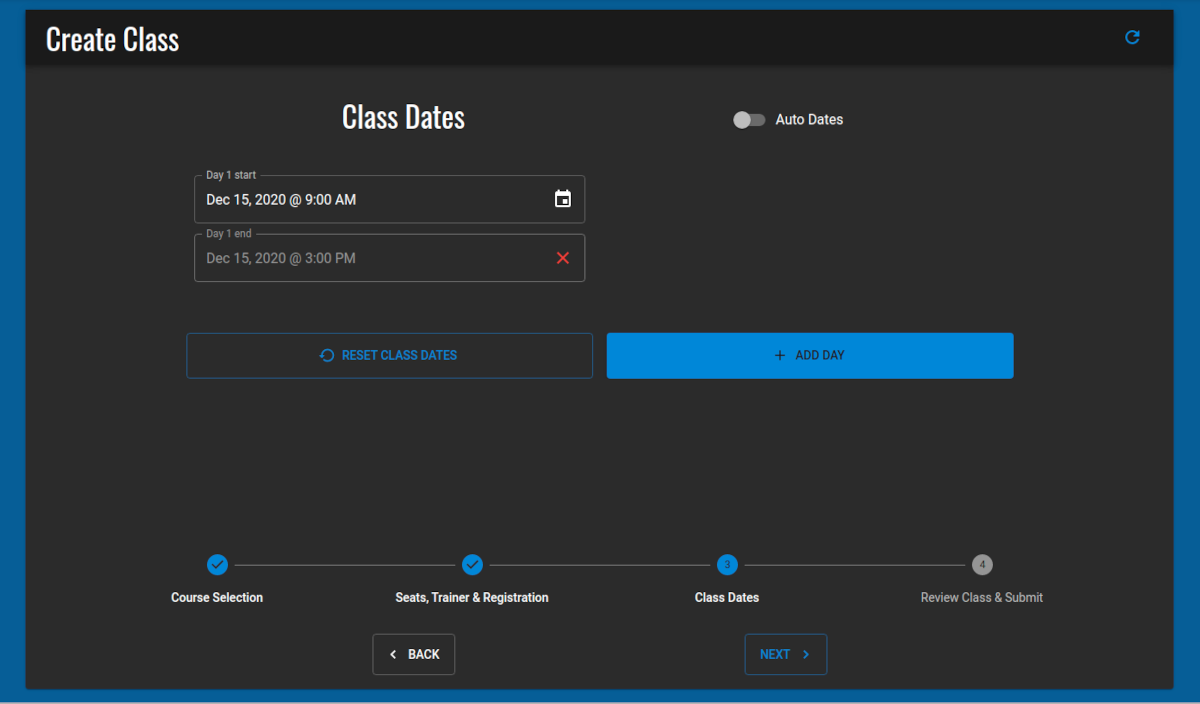 Create Class
Class Dates
Auto Dates
Day 1 start
Dec 15, 2020 @ 9:00 AM
Day 1 end
Dec 15, 2020 @ 3:00 PM
RESET CLASS DATES
ADD DAY
3
4
Course Selection
Seats, Trainer & Registration
Class Dates
Review Class & Submit
BACK
NEXT